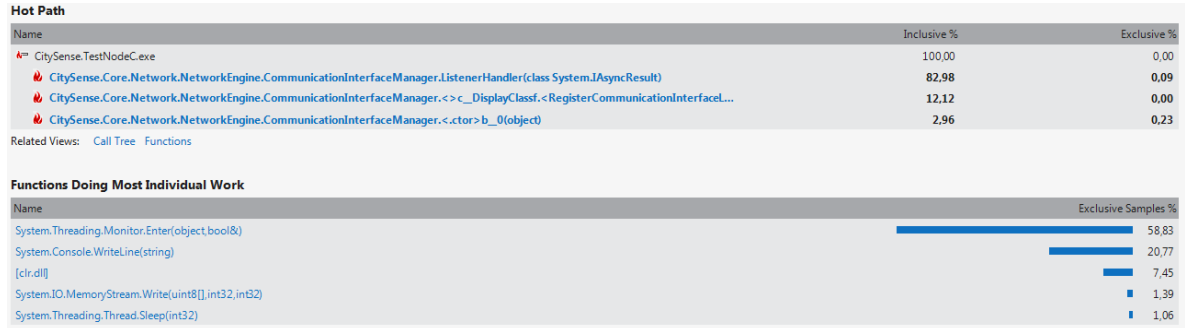 Hot Path
Name Inclusive % Exclusive %
CitySense.TestNodeC.exe 100,00 0,00
CitySense.Core.Network.NetworkEngine.CommunicationInterfaceManager.ListenerHandler(class System.IAsyncResult) 82,98 0,09
CitySense.Core.Network.NetworkEngine.CommunicationInterfaceManager.<>c__DisplayClassf.<RegisterCommunicationInterfaceL... 12,12 0,00
CitySense.Core.Network.NetworkEngine.CommunicationInterfaceManager.<.ctor>b__0(object) 2,96 0,23
Related Views: Call Tree Functions
Functions Doing Most Individual Work
Name Exclusive Samples %
System.Threading.Monitor.Enter(object,bool&) 58,83
System.Console.WriteLine(string) 20,77
[clr.dll] 7,45
System.IO.MemoryStream.Write(uint8[],int32,int32) 1,39
System.Threading.Thread.Sleep(int32) 1,06